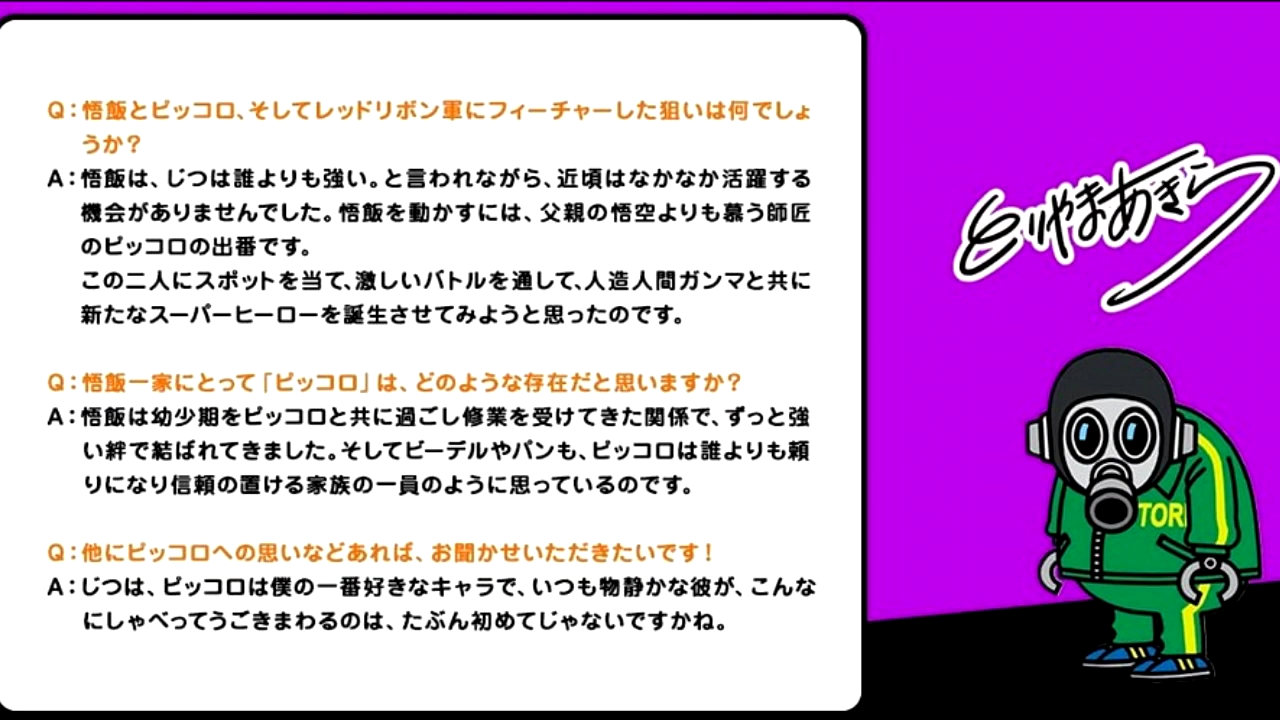 Q：悟飯とピッコロ、そしてレッドリボン軍にフィーチャーした狙いは何でしょ
うか？
A：悟飯は、じつは誰よりも強い。と言われながら、近頃はなかなか活躍する
機会がありませんでした。悟飯を動かすには、父親の悟空よりも慕う師匠
のピッコロの出番です。
この二人にスポットを当て、激しいバトルを通して、人造人間ガンマと共に
新たなスーパーヒーローを誕生させてみようと思ったのです。
Q：悟飯一家にとって「ピッコロ」は、どのような存在だと思いますか？
A：悟飯は幼少期をピッコロと共に過ごし修業を受けてきた関係で、ずっと強
い絆で結ばれてきました。そしてビーデルやパンも、ピッコロは誰よりも頼
りになり信頼の置ける家族の一員のように思っているのです。
Q：他にピッコロへの思いなどあれば、お聞かせいただきたいです！
A：じつは、ピッコロは僕の一番好きなキャラで、いつも物静かな彼が、こんな
にしゃべってうごきまわるのは、たぶん初めてじゃないですかね。
とりやまあきら
TORI